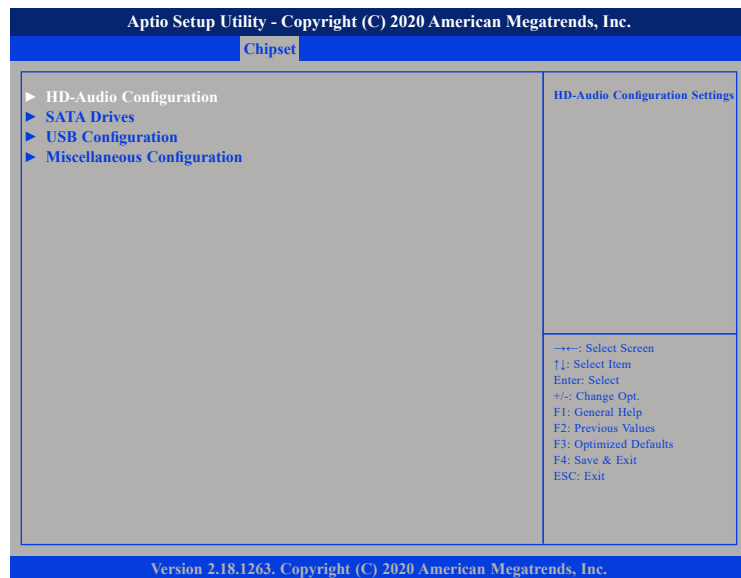 Aptio Setup Utility - Copyright (C) 2020 American Megatrends, Inc.
Chipset
► HD-Audio Configuration
► SATA Drives
► USB Configuration
► Miscellaneous Configuration
HD-Audio Configuration Settings
→←: Select Screen
↑↓: Select Item
Enter: Select
+/-: Change Opt.
F1: General Help
F2: Previous Values
F3: Optimized Defaults
F4: Save & Exit
ESC: Exit
Version 2.18.1263. Copyright (C) 2020 American Megatrends, Inc.